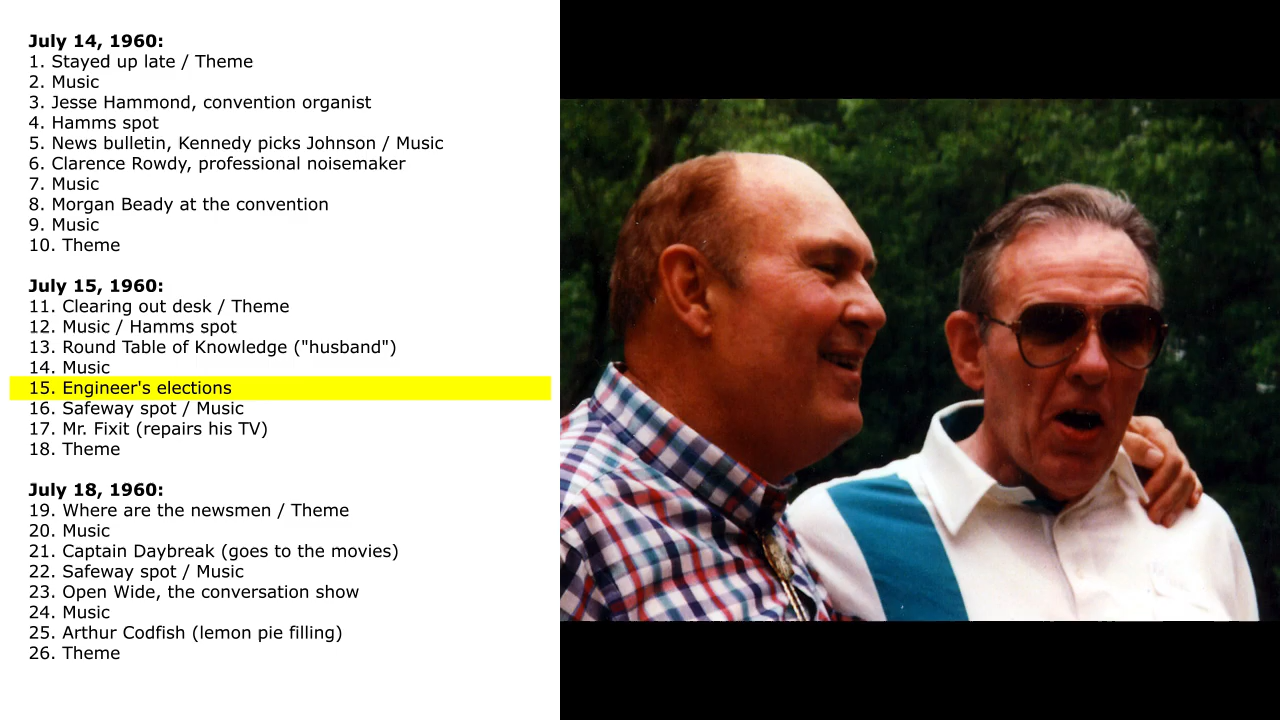 July 14, 1960:
1. Stayed up late / Theme
2. Music
3. Jesse Hammond, convention organist
4. Hamms spot
5. News bulletin, Kennedy picks Johnson / Music
6. Clarence Rowdy, professional noisemaker
7. Music
8. Morgan Beady at the convention
9. Music
10. Theme
July 15, 1960:
11. Clearing out desk / Theme
12. Music / Hamms spot
13. Round Table of Knowledge ("husband")
14. Music
15. Engineer's elections
16. Safeway spot / Music
17. Mr. Fixit (repairs his TV)
18. Theme
July 18, 1960:
19. Where are the newsmen / Theme
20. Music
21. Captain Daybreak (goes to the movies)
22. Safeway spot / Music
23. Open Wide, the conversation show
24. Music
25. Arthur Codfish (lemon pie filling)
26. Theme